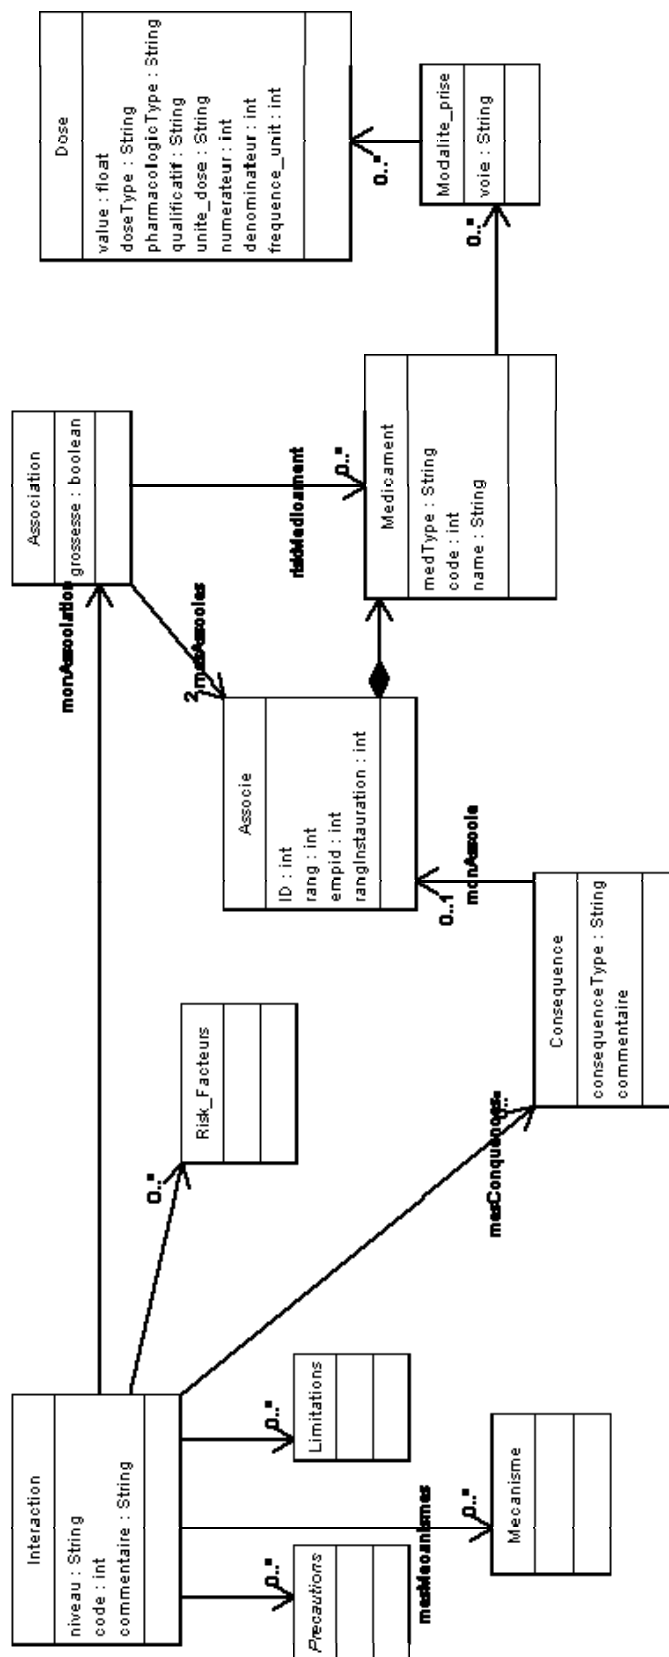 Interaction
niveau : String
code : int
commentaire : String
Precautions
0..*
mesMecanismes
0..*
Mecanisme
0..*
Limitations
0..*
Risk_Facteurs
mesConquences
0..*
Consequence
consequenceType : String
commentaire
monAssociation
Association
grossesse : boolean
2
mesAssocies
Associe
ID : int
rang : int
empid : int
rangInstauration : int
0..1
monAssocie
riskMedicament
0..*
Medicament
medType : String
code : int
name : String
0..*
Modalite_prise
voie : String
0..*
Dose
value : float
doseType : String
pharmacologicType : String
qualificatif : String
unite_dose : String
numerateur : int
denominateur : int
frequence_unit : int